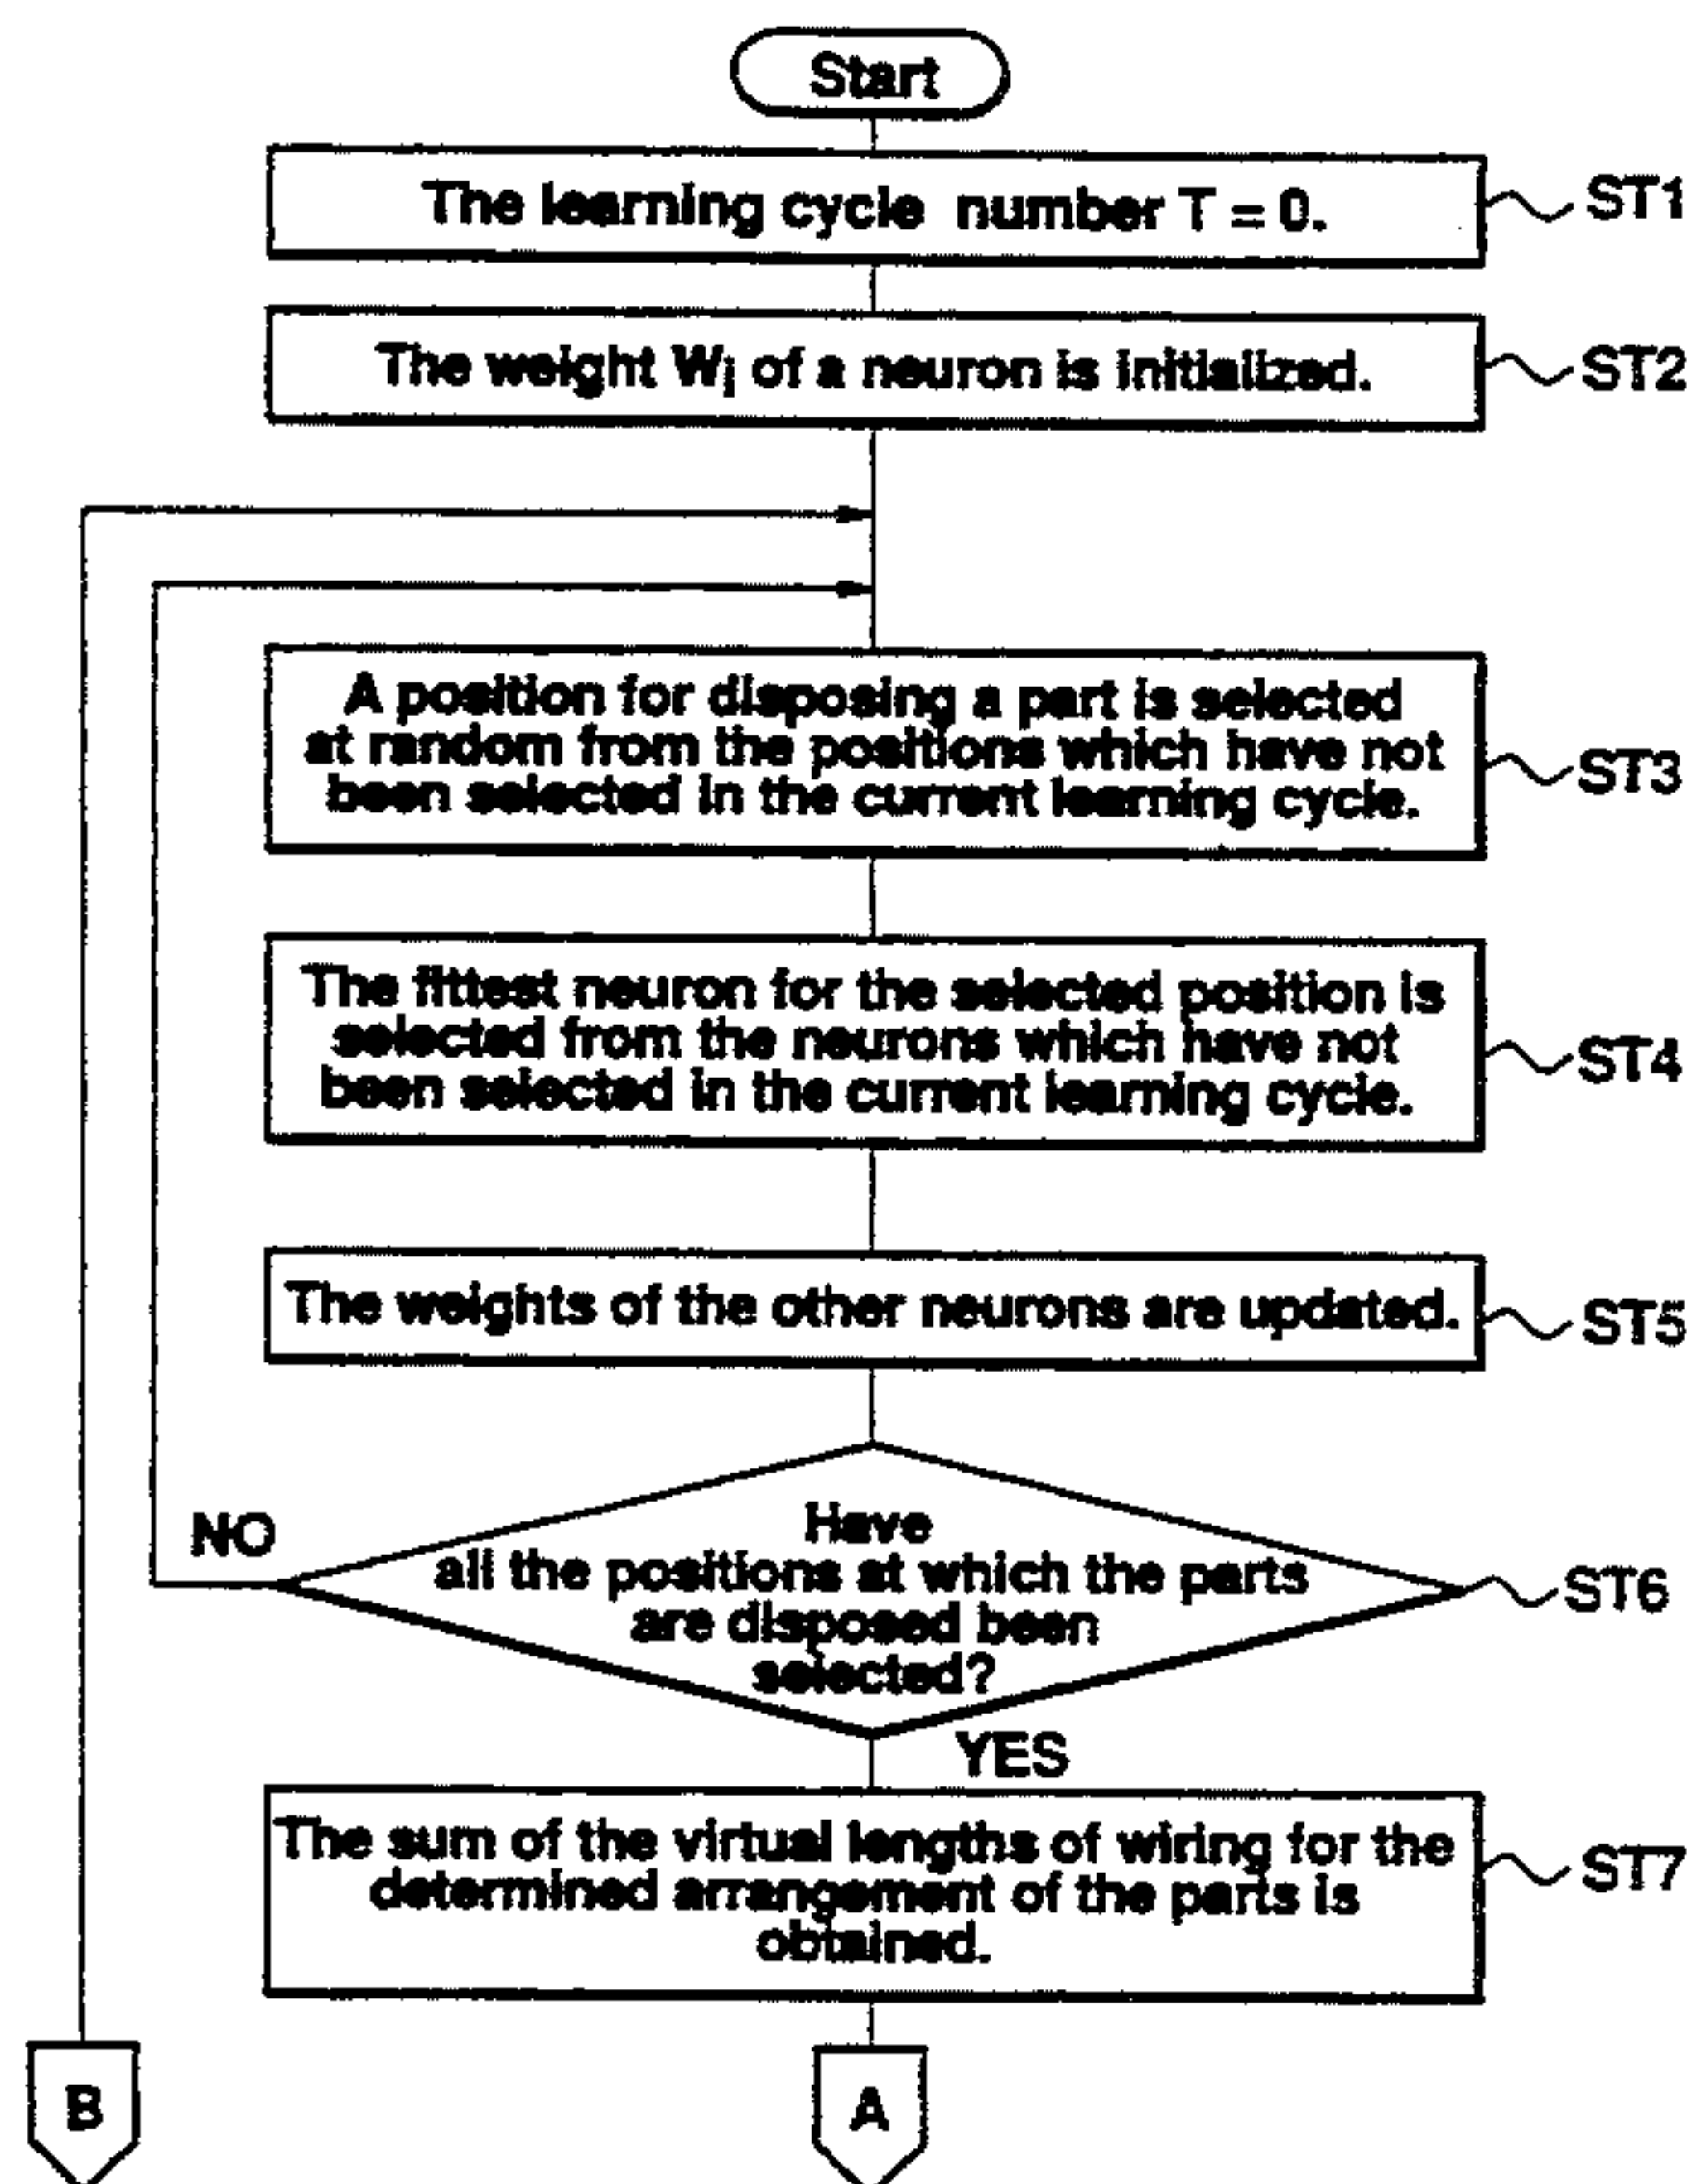 Start
The learning cycle number T = 0.
ST1
The weight Wj of a neuron is initialized.
ST2
A position for disposing a part is selected
at random from the positions which have not
been selected in the current learning cycle.
ST3
The fittest neuron for the selected position is
selected from the neurons which have not
been selected in the current learning cycle.
ST4
The weights of the other neurons are updated.
ST5
NO
Have
all the positions at which the parts
are disposed been
selected?
ST6
YES
The sum of the virtual lengths of wiring for the
determined arrangement of the parts is
obtained.
ST7
B
A